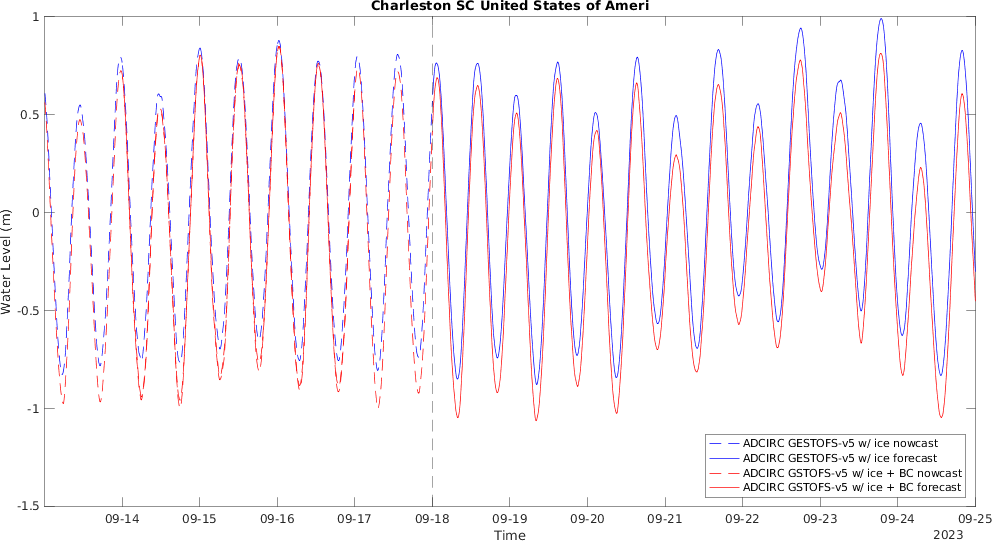 Charleston SC United States of Ameri
Water Level (m)
1
0.5
0
-0.5
-1
-1.5
ADCIRC GESTOFS-v5 w/ ice nowcast
ADCIRC GESTOFS-v5 w/ ice forecast
ADCIRC GSTOFS-v5 w/ ice + BC nowcast
ADCIRC GSTOFS-v5 w/ ice + BC forecast
09-14 09-15 09-16 09-17 09-18 09-19 09-20 09-21 09-22 09-23 09-24 09-25
Time
2023